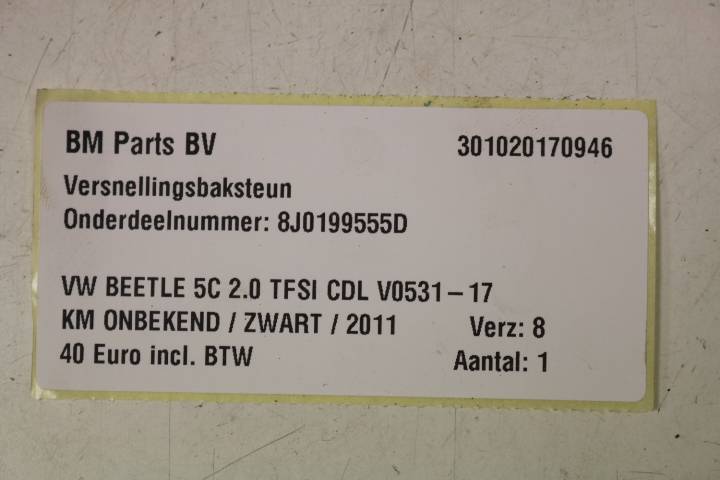 BM Parts BV 301020170946
Versnellingsbaksteun
Onderdeelnummer: 8J0199555D
VW BEETLE 5C 2.0 TFSI CDL V0531-17
KM ONBEKEND / ZWART / 2011 Verz: 8
40 Euro incl. BTW Aantal: 1